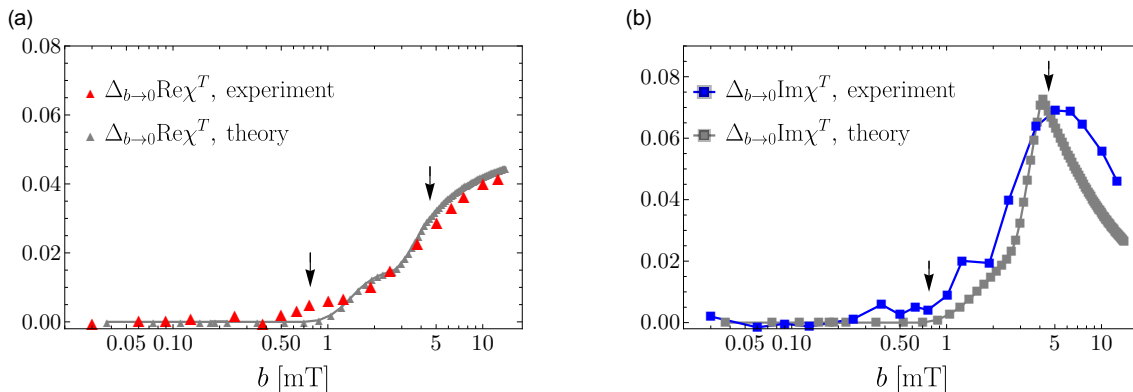 (a)
0.08
0.06
0.04
0.02
0.00
Δb→0Reχ^T, experiment
Δb→0Reχ^T, theory
0.05 0.10 0.50 1 5 10
b [mT]
(b)
0.08
0.06
0.04
0.02
0.00
Δb→0Imχ^T, experiment
Δb→0Imχ^T, theory
0.05 0.10 0.50 1 5 10
b [mT]